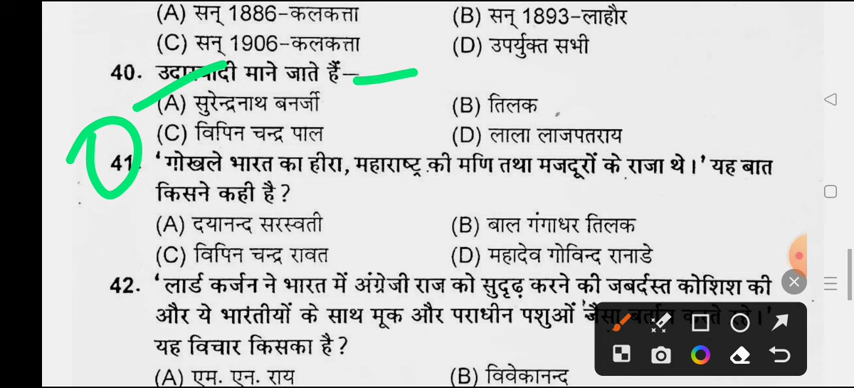 (A) सन् 1886-कलकत्ता (B) सन् 1893-लाहौर
(C) सन् 1906-कलकत्ता (D) उपर्युक्त सभी
40. उदारवादी माने जाते हैं—
(A) सुरेन्द्रनाथ बनर्जी (B) तिलक
(C) विपिन चन्द्र पाल (D) लाला लाजपतराय
41. 'गोखले भारत का हीरा, महाराष्ट्र की मणि तथा मजदूरों के राजा थे।' यह बात
किसने कही है ?
(A) दयानन्द सरस्वती (B) बाल गंगाधर तिलक
(C) विपिन चन्द्र रावत (D) महादेव गोविन्द रानाडे
42. 'लार्ड कर्जन ने भारत में अंग्रेजी राज को सुदृढ़ करने की जबर्दस्त कोशिश की
और ये भारतीयों के साथ मूक और पराधीन पशुओं जैसा
यह विचार किसका है ?
(A) एम. एन. राय (B) विवेकानन्द